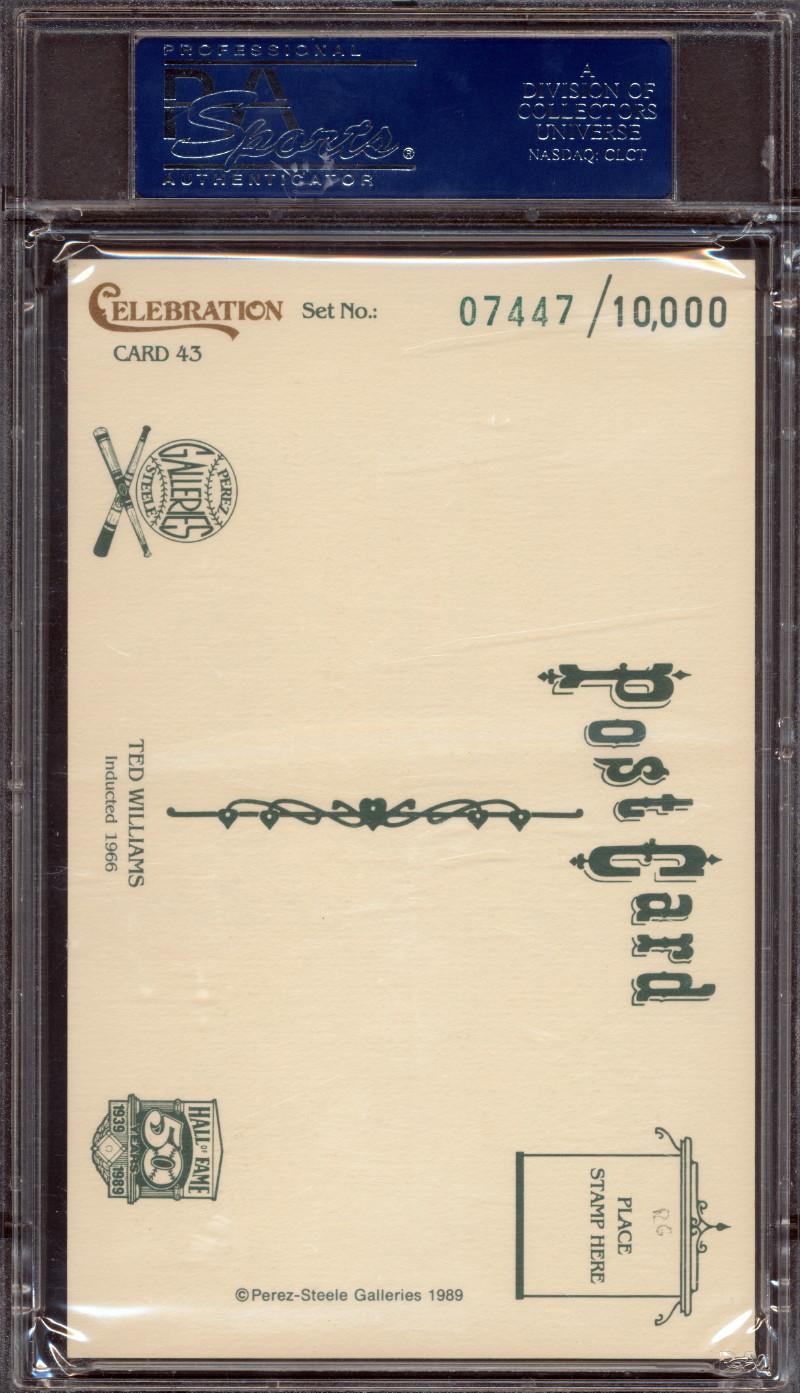 PROFESSIONAL
PSA
Sports®
AUTHENTICATOR
A
DIVISION OF
COLLECTORS
UNIVERSE
NASDAQ: CLCT
CELEBRATION Set No.: 07447/10,000
CARD 43
PEREZ
GALLERIES
STEELE
Post Card
TED WILLIAMS
Inducted 1966
HALL OF FAME
50
YEARS
1939 1989
PLACE
STAMP HERE
RG
©Perez-Steele Galleries 1989